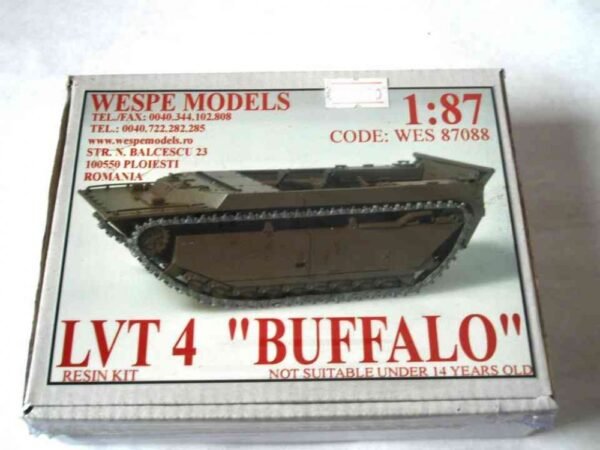 WESPE MODELS
TEL./FAX: 0040.344.102.808
TEL.: 0040.722.282.285
www.wespemodels.ro
STR. N. BALCESCU 23
100550 PLOIESTI
ROMANIA
1:87
CODE: WES 87088
LVT 4 "BUFFALO"
RESIN KIT
NOT SUITABLE UNDER 14 YEARS OLD